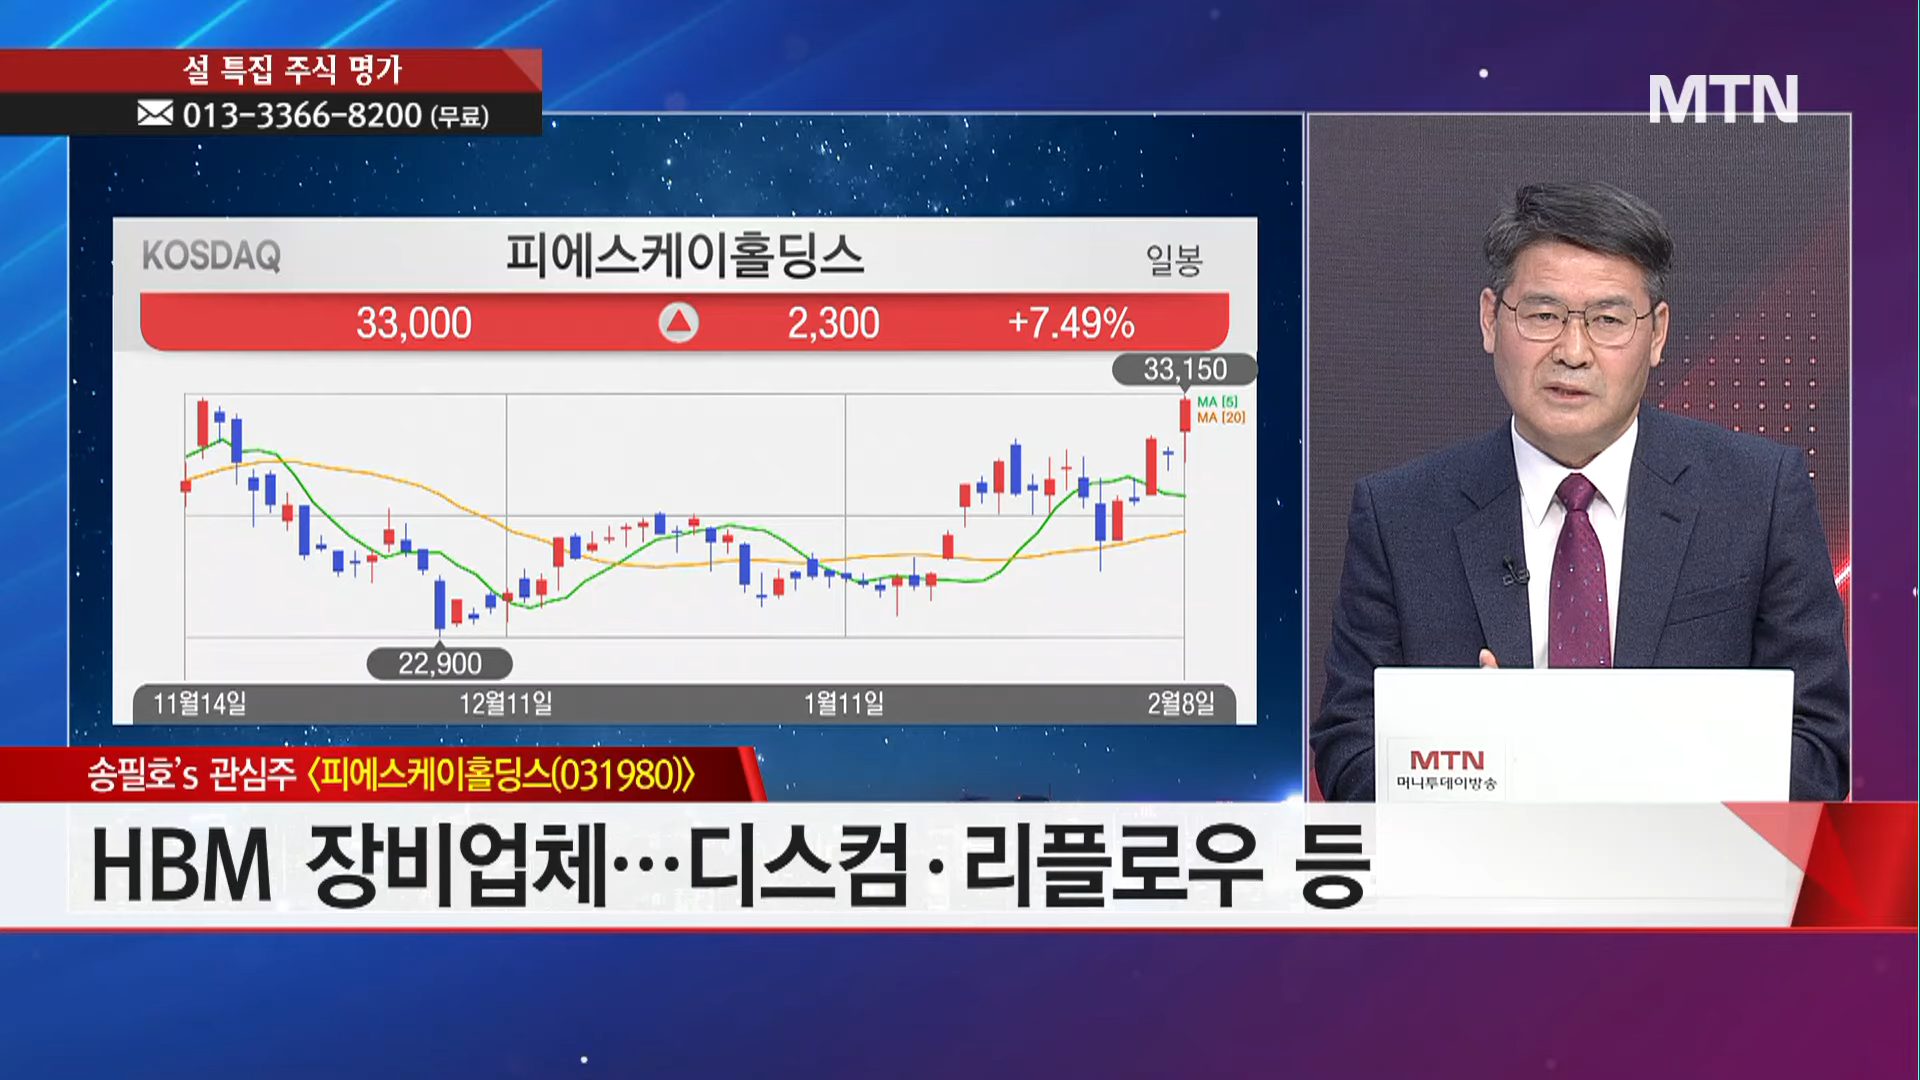 설 특집 주식 명가
013-3366-8200 (무료)
MTN
KOSDAQ
피에스케이홀딩스
일봉
33,000
2,300
+7.49%
33,150
MA [5]
MA [20]
22,900
11월14일
12월11일
1월11일
2월8일
MTN
머니투데이방송
송필호's 관심주 <피에스케이홀딩스(031980)>
HBM 장비업체…디스컴·리플로우 등